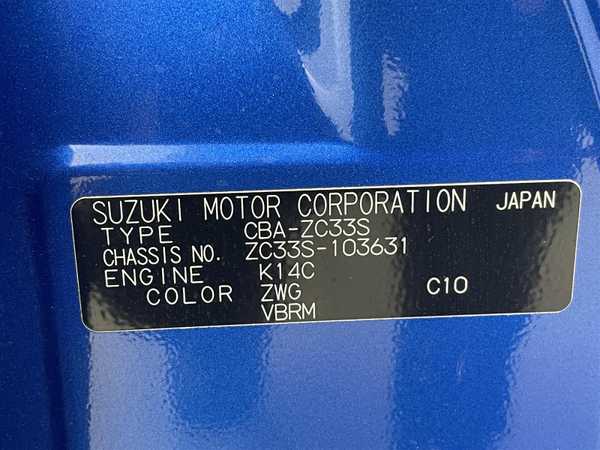 SUZUKI MOTOR CORPORATION JAPAN
TYPE CBA-ZC33S
CHASSIS NO. ZC33S-103631
ENGINE K14C
COLOR ZWG C10
VBRM